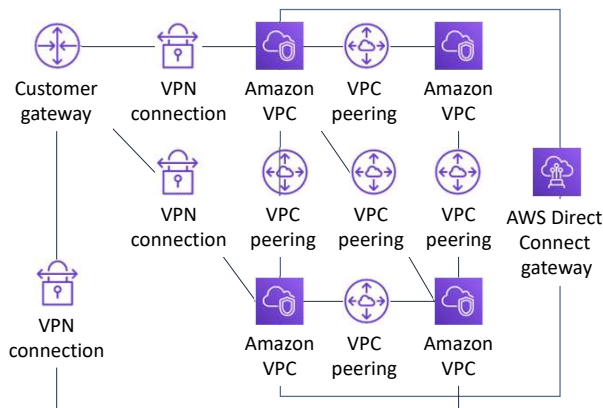 Customer
gateway
VPN
connection
Amazon
VPC
VPC
peering
Amazon
VPC
VPN
connection
VPC
peering
VPC
peering
VPC
peering
AWS Direct
Connect
gateway
VPN
connection
Amazon
VPC
VPC
peering
Amazon
VPC